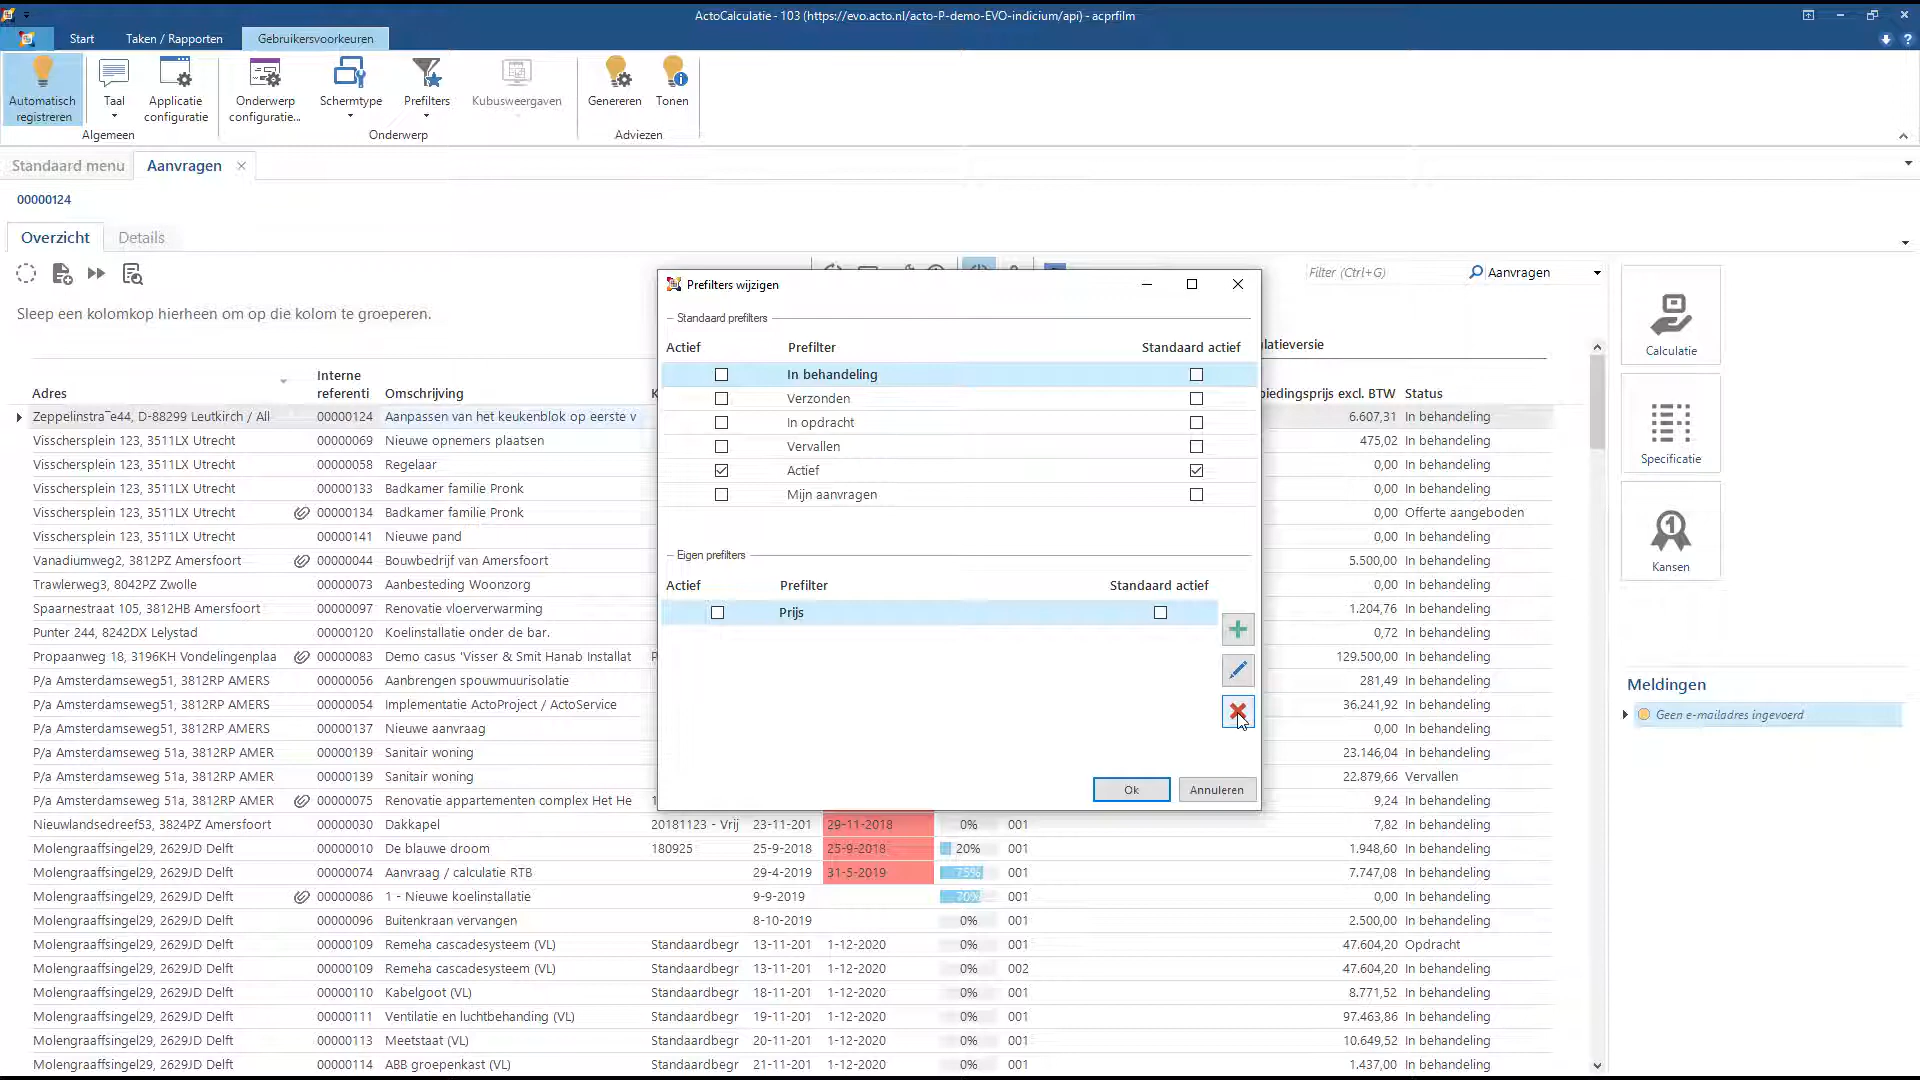 ActoCalculatie - 103 (https://evo.acto.nl/acto-P-demo-EVO-indicium/api) - acprfilm
Start Taken / Rapporten Gebruikersvoorkeuren
Automatisch registreren Taal Applicatie configuratie Onderwerp configuratie... Schermtype Prefilters Kubusweergaven Genereren Tonen
Algemeen Onderwerp Adviezen
Standaard menu Aanvragen
00000124
Overzicht Details
Filter (Ctrl+G) Aanvragen
Sleep een kolomkop hierheen om op die kolom te groeperen.
latieversie
Adres Interne referenti Omschrijving K biedingsprijs excl. BTW Status
Zeppelinstra˜e44, D-88299 Leutkirch / All 00000124 Aanpassen van het keukenblok op eerste v 6.607,31 In behandeling
Visschersplein 123, 3511LX Utrecht 00000069 Nieuwe opnemers plaatsen 475,02 In behandeling
Visschersplein 123, 3511LX Utrecht 00000058 Regelaar 0,00 In behandeling
Visschersplein 123, 3511LX Utrecht 00000133 Badkamer familie Pronk 0,00 In behandeling
Visschersplein 123, 3511LX Utrecht 00000134 Badkamer familie Pronk 0,00 Offerte aangeboden
Visschersplein 123, 3511LX Utrecht 00000141 Nieuwe pand 0,00 In behandeling
Vanadiumweg2, 3812PZ Amersfoort 00000044 Bouwbedrijf van Amersfoort 5.500,00 In behandeling
Trawlerweg3, 8042PZ Zwolle 00000073 Aanbesteding Woonzorg 0,00 In behandeling
Spaarnestraat 105, 3812HB Amersfoort 00000097 Renovatie vloerverwarming 1.204,76 In behandeling
Punter 244, 8242DX Lelystad 00000120 Koelinstallatie onder de bar. 0,72 In behandeling
Propaanweg 18, 3196KH Vondelingenplaa 00000083 Demo casus 'Visser & Smit Hanab Installat 129.500,00 In behandeling
P/a Amsterdamseweg51, 3812RP AMERS 00000056 Aanbrengen spouwmuurisolatie 281,49 In behandeling
P/a Amsterdamseweg51, 3812RP AMERS 00000054 Implementatie ActoProject / ActoService 36.241,92 In behandeling
P/a Amsterdamseweg51, 3812RP AMERS 00000137 Nieuwe aanvraag 0,00 In behandeling
P/a Amsterdamseweg 51a, 3812RP AMER 00000139 Sanitair woning 23.146,04 In behandeling
P/a Amsterdamseweg 51a, 3812RP AMER 00000139 Sanitair woning 22.879,66 Vervallen
P/a Amsterdamseweg 51a, 3812RP AMER 00000075 Renovatie appartementen complex Het He 1 9,24 In behandeling
Nieuwlandsedreef53, 3824PZ Amersfoort 00000030 Dakkapel 20181123 - Vrij 23-11-201 29-11-2018 0% 001 7,82 In behandeling
Molengraaffsingel29, 2629JD Delft 00000010 De blauwe droom 180925 25-9-2018 25-9-2018 20% 001 1.948,60 In behandeling
Molengraaffsingel29, 2629JD Delft 00000074 Aanvraag / calculatie RTB 29-4-2019 31-5-2019 75% 001 7.747,08 In behandeling
Molengraaffsingel29, 2629JD Delft 00000086 1 - Nieuwe koelinstallatie 9-9-2019 70% 001 0,00 In behandeling
Molengraaffsingel29, 2629JD Delft 00000096 Buitenkraan vervangen 8-10-2019 0% 001 2.500,00 In behandeling
Molengraaffsingel29, 2629JD Delft 00000109 Remeha cascadesysteem (VL) Standaardbegr 13-11-201 1-12-2020 0% 001 47.604,20 Opdracht
Molengraaffsingel29, 2629JD Delft 00000109 Remeha cascadesysteem (VL) Standaardbegr 13-11-201 1-12-2020 0% 002 47.604,20 In behandeling
Molengraaffsingel29, 2629JD Delft 00000110 Kabelgoot (VL) Standaardbegr 18-11-201 1-12-2020 0% 001 8.771,52 In behandeling
Molengraaffsingel29, 2629JD Delft 00000111 Ventilatie en luchtbehandeling (VL) Standaardbegr 19-11-201 1-12-2020 0% 001 97.463,86 In behandeling
Molengraaffsingel29, 2629JD Delft 00000113 Meetstaat (VL) Standaardbegr 20-11-201 1-12-2020 0% 001 10.649,52 In behandeling
Molengraaffsingel29, 2629JD Delft 00000114 ABB groepenkast (VL) Standaardbegr 21-11-201 1-12-2020 0% 001 1.437,00 In behandeling
Prefilters wijzigen
Standaard prefilters
Actief Prefilter Standaard actief
In behandeling
Verzonden
In opdracht
Vervallen
Actief
Mijn aanvragen
Eigen prefilters
Actief Prefilter Standaard actief
Prijs
Ok Annuleren
Calculatie
Specificatie
Kansen
Meldingen
Geen e-mailadres ingevoerd